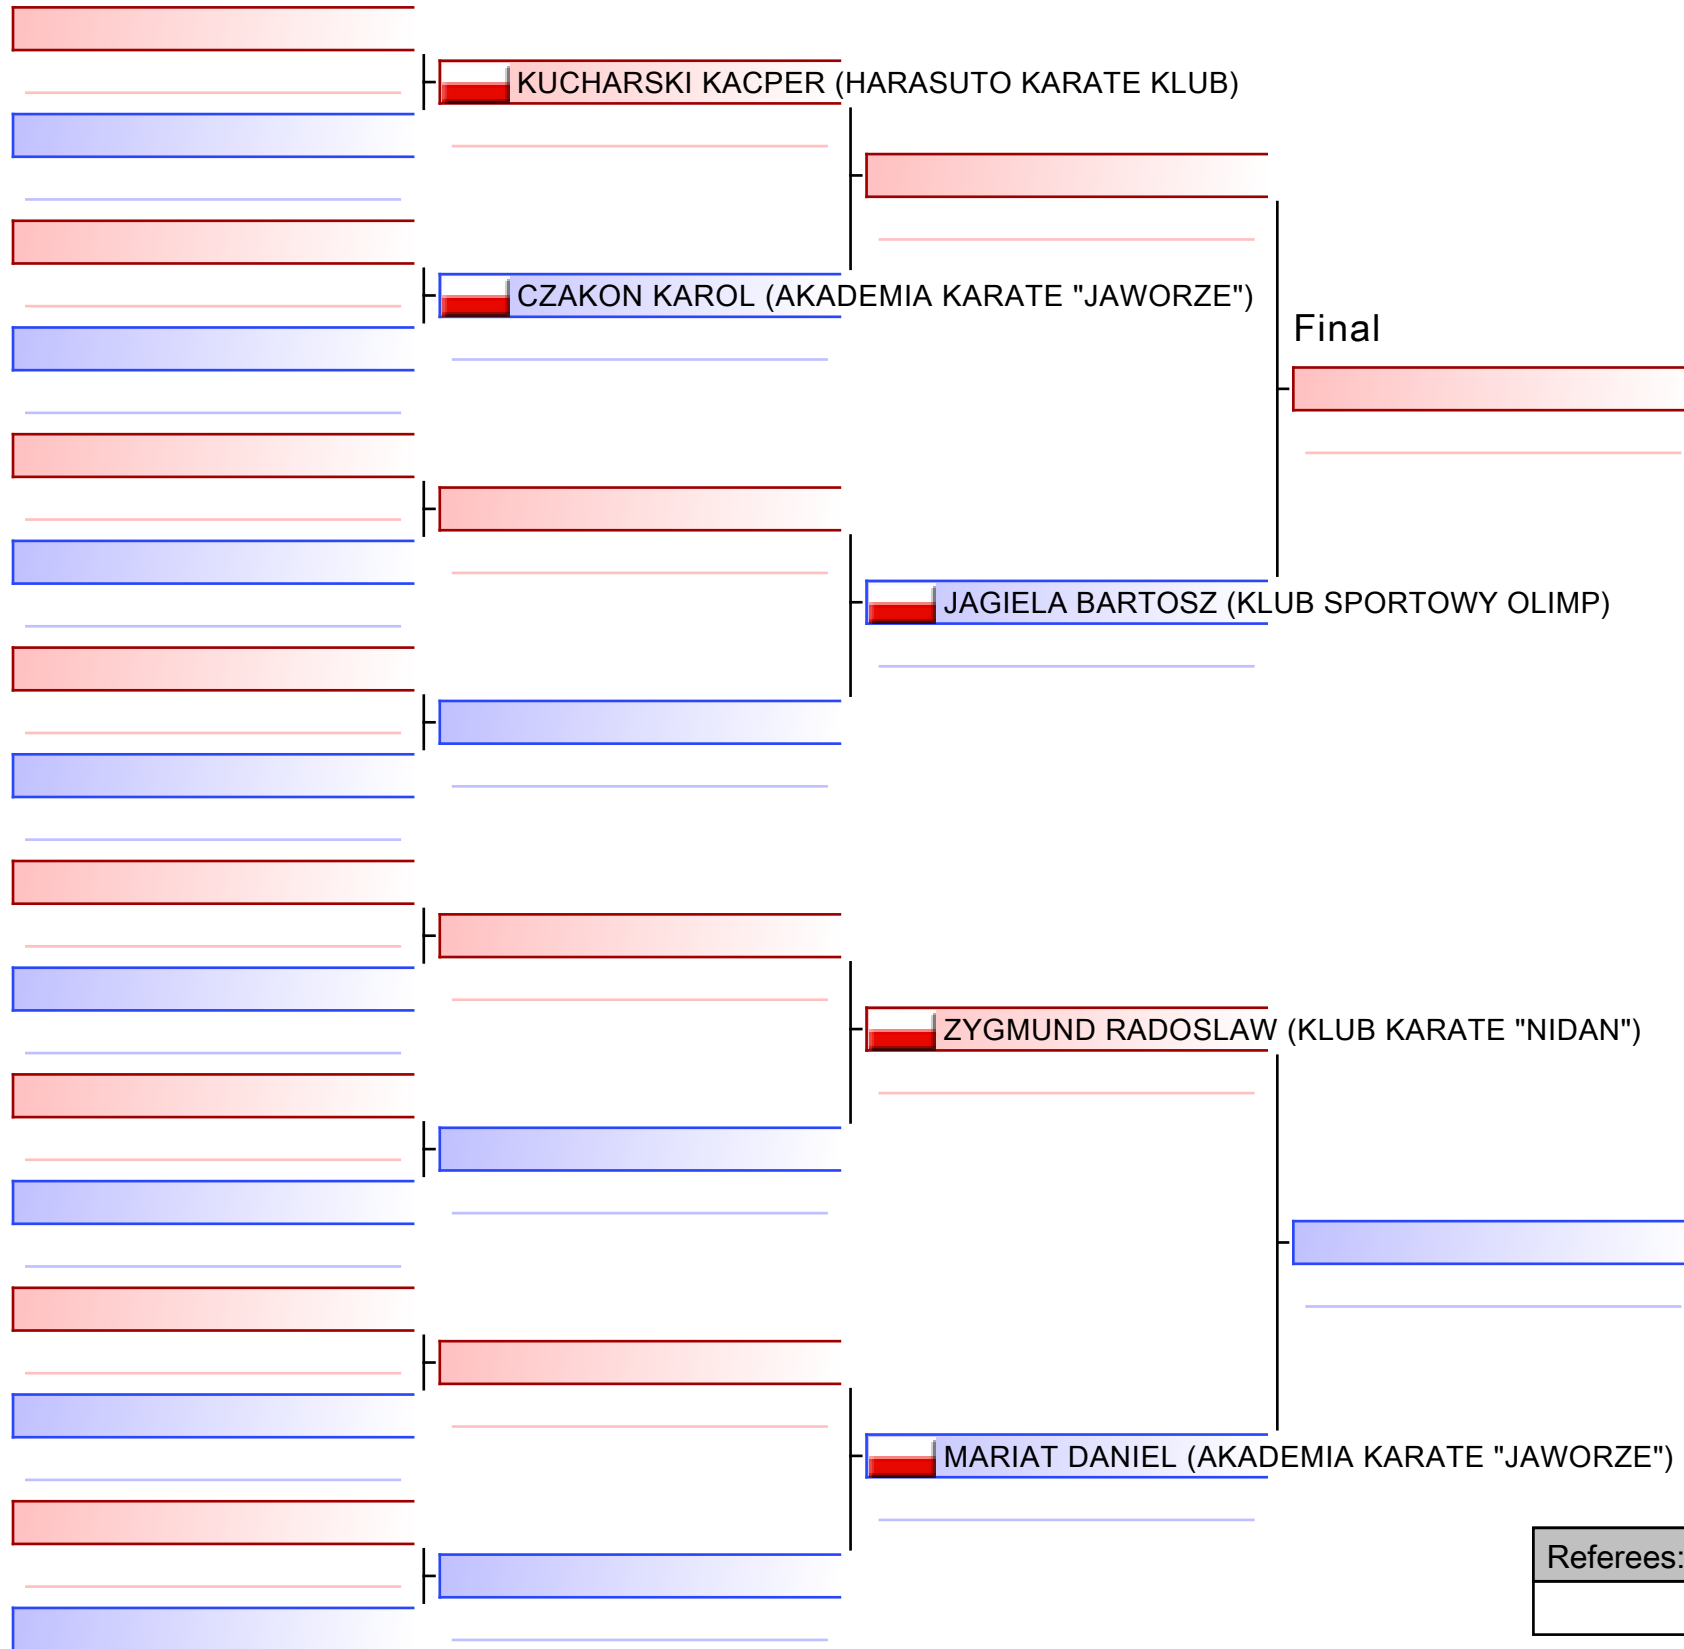 KUCHARSKI KACPER (HARASUTO KARATE KLUB)
CZAKON KAROL (AKADEMIA KARATE "JAWORZE")
Final
JAGIELA BARTOSZ (KLUB SPORTOWY OLIMP)
ZYGMUND RADOSLAW (KLUB KARATE "NIDAN")
MARIAT DANIEL (AKADEMIA KARATE "JAWORZE")
Referees: